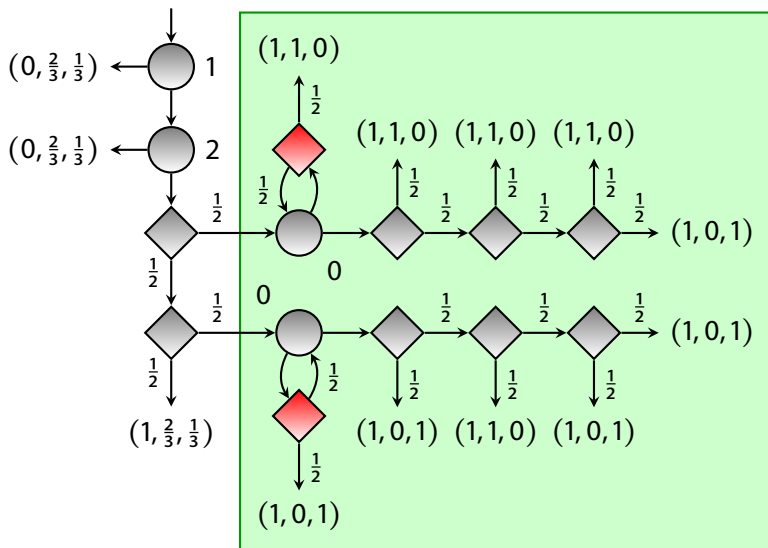 (1, 1, 0)
(0, 2/3, 1/3) 1
1/2
(0, 2/3, 1/3) 2
(1, 1, 0) (1, 1, 0) (1, 1, 0)
1/2 1/2 1/2 1/2
1/2 1/2 1/2 1/2
(1, 0, 1)
0
1/2
0
1/2 1/2 1/2 1/2
(1, 0, 1)
1/2 1/2 1/2 1/2 1/2
(1, 2/3, 1/3) (1, 0, 1) (1, 1, 0) (1, 0, 1)
1/2
(1, 0, 1)